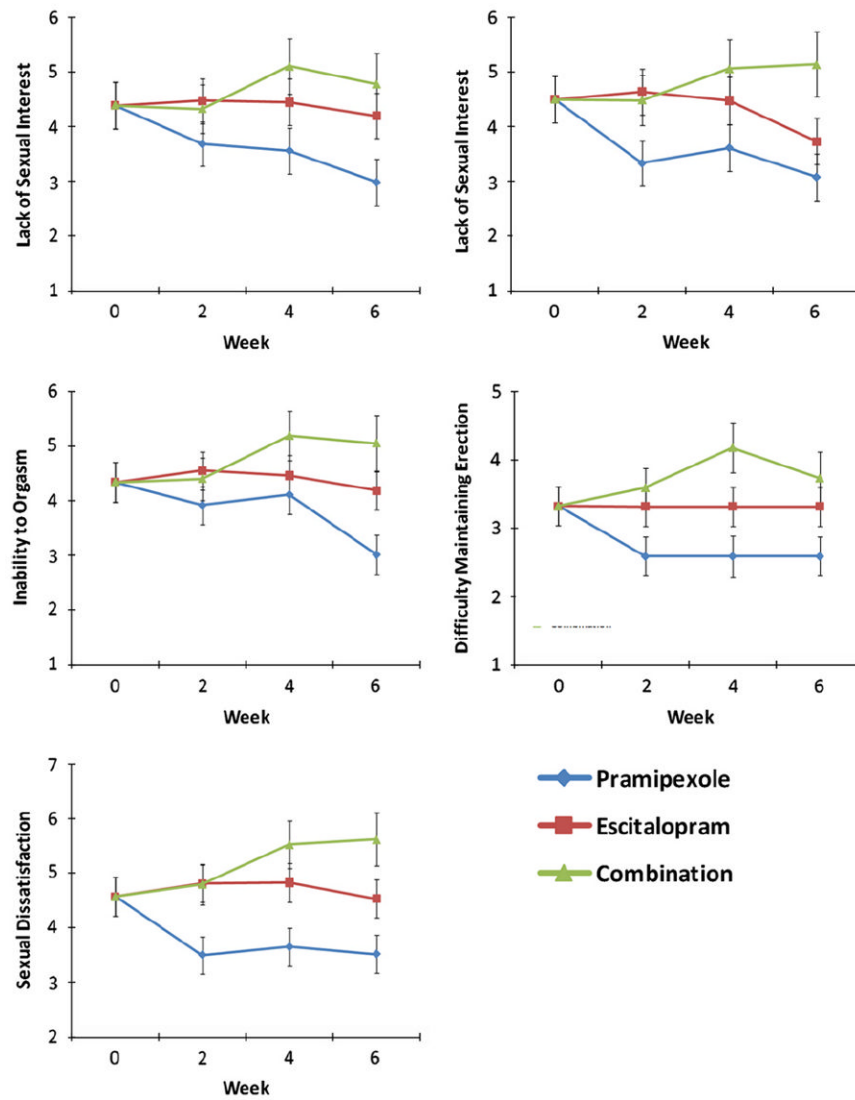 Lack of Sexual Interest
6
5
4
3
2
1
0 2 4 6
Week
Lack of Sexual Interest
6
5
4
3
2
1
0 2 4 6
Week
Inability to Orgasm
6
5
4
3
2
1
0 2 4 6
Week
Difficulty Maintaining Erection
5
4
3
2
1
0 2 4 6
Week
Sexual Dissatisfaction
7
6
5
4
3
2
0 2 4 6
Week
Pramipexole
Escitalopram
Combination